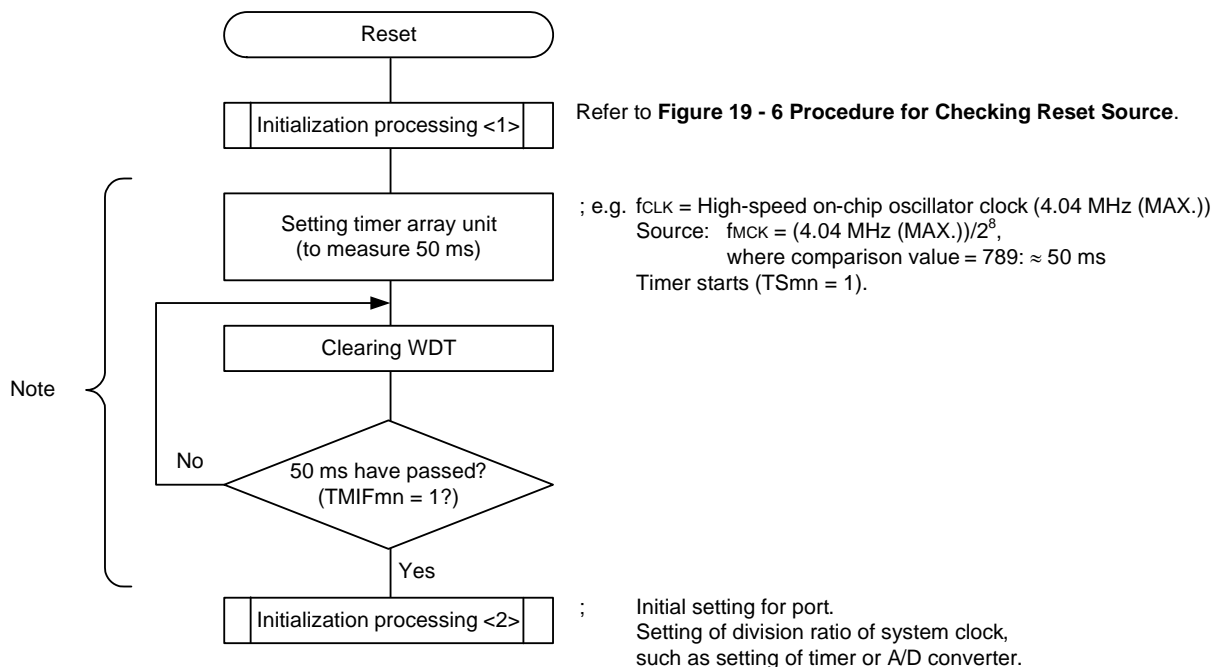 Reset
Initialization processing <1>
Refer to Figure 19 - 6 Procedure for Checking Reset Source.
Setting timer array unit
(to measure 50 ms)
; e.g. fCLK = High-speed on-chip oscillator clock (4.04 MHz (MAX.))
Source: fMCK = (4.04 MHz (MAX.))/2⁸,
where comparison value = 789: ≈ 50 ms
Timer starts (TSmn = 1).
Clearing WDT
Note
No
50 ms have passed?
(TMIFmn = 1?)
Yes
Initialization processing <2>
; Initial setting for port.
Setting of division ratio of system clock,
such as setting of timer or A/D converter.